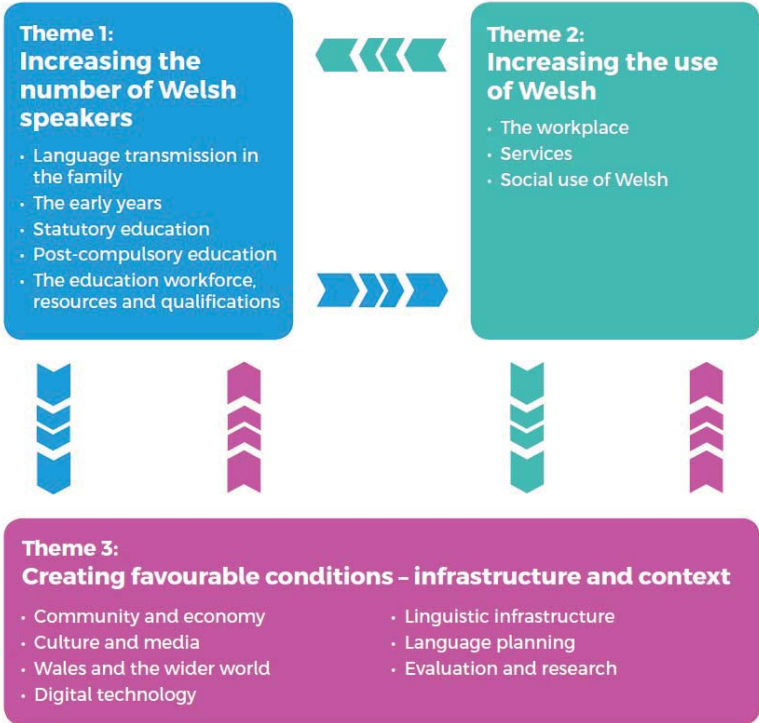 Theme 1:
Increasing the
number of Welsh
speakers
• Language transmission in
the family
• The early years
• Statutory education
• Post-compulsory education
• The education workforce,
resources and qualifications
Theme 2:
Increasing the use
of Welsh
• The workplace
• Services
• Social use of Welsh
Theme 3:
Creating favourable conditions – infrastructure and context
• Community and economy
• Culture and media
• Wales and the wider world
• Digital technology
• Linguistic infrastructure
• Language planning
• Evaluation and research